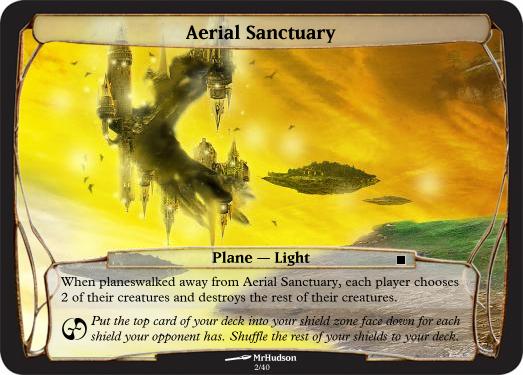 Aerial Sanctuary
Plane — Light
When planeswalked away from Aerial Sanctuary, each player chooses
2 of their creatures and destroys the rest of their creatures.
Put the top card of your deck into your shield zone face down for each
shield your opponent has. Shuffle the rest of your shields to your deck.
MrHudson
2/40